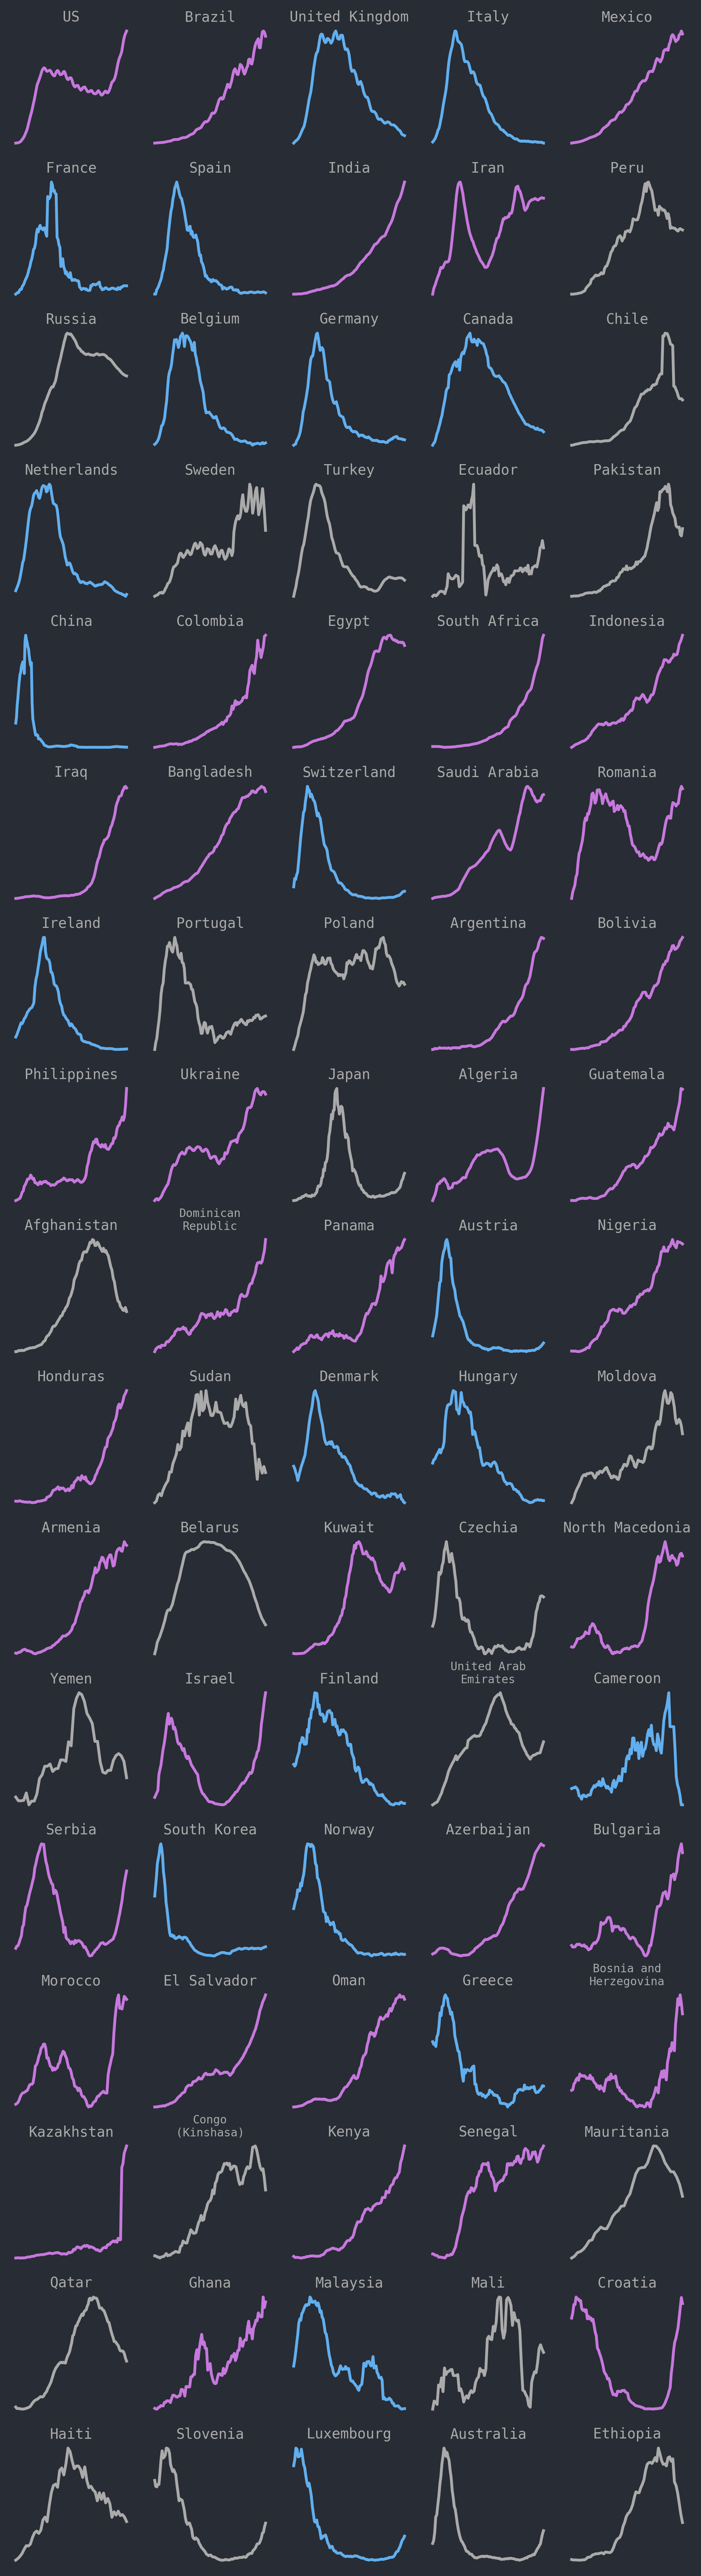 US
Brazil
United Kingdom
Italy
Mexico
France
Spain
India
Iran
Peru
Russia
Belgium
Germany
Canada
Chile
Netherlands
Sweden
Turkey
Ecuador
Pakistan
China
Colombia
Egypt
South Africa
Indonesia
Iraq
Bangladesh
Switzerland
Saudi Arabia
Romania
Ireland
Portugal
Poland
Argentina
Bolivia
Philippines
Ukraine
Japan
Algeria
Guatemala
Afghanistan
Dominican
Republic
Panama
Austria
Nigeria
Honduras
Sudan
Denmark
Hungary
Moldova
Armenia
Belarus
Kuwait
Czechia
North Macedonia
Yemen
Israel
Finland
United Arab
Emirates
Cameroon
Serbia
South Korea
Norway
Azerbaijan
Bulgaria
Morocco
El Salvador
Oman
Greece
Bosnia and
Herzegovina
Kazakhstan
Congo
(Kinshasa)
Kenya
Senegal
Mauritania
Qatar
Ghana
Malaysia
Mali
Croatia
Haiti
Slovenia
Luxembourg
Australia
Ethiopia